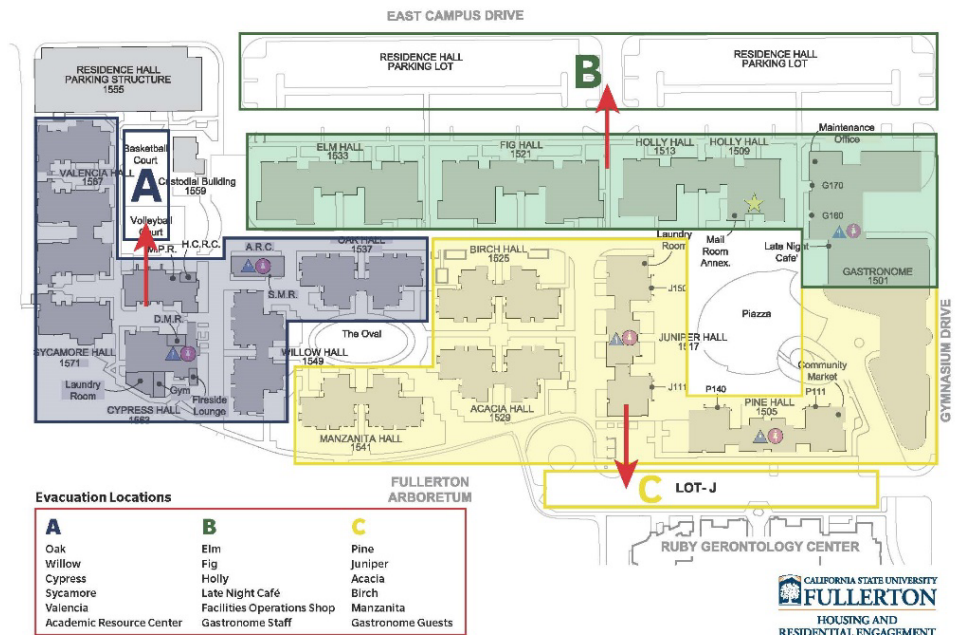 EAST CAMPUS DRIVE
RESIDENCE HALL
PARKING STRUCTURE
1555
RESIDENCE HALL
PARKING LOT
RESIDENCE HALL
PARKING LOT
B
Maintenance
Office
Basketball
Court
A
Volleyball
Court
Custodial Building
1559
VALENCIA HALL
1567
ELM HALL
1533
FIG HALL
1521
HOLLY HALL
1513
HOLLY HALL
1509
G170
G160
Late Night
Cafe'
GASTRONOME
1501
M.P.R.
H.C.R.C.
A.R.C.
S.M.R.
OAK HALL
1537
BIRCH HALL
1525
Laundry
Room
Mail
Room
Annex.
J150
Piazza
D.M.R.
The Oval
WILLOW HALL
1549
JUNIPER HALL
1517
GYMNASIUM DRIVE
SYCAMORE HALL
1571
Laundry
Room
Gym
Fireside
Lounge
CYPRESS HALL
1563
J111
Community
Market
P140
P111
PINE HALL
1505
ACACIA HALL
1529
MANZANITA HALL
1541
FULLERTON
ARBORETUM
C
LOT- J
RUBY GERONTOLOGY CENTER
Evacuation Locations
A
Oak
Willow
Cypress
Sycamore
Valencia
Academic Resource Center
B
Elm
Fig
Holly
Late Night Café
Facilities Operations Shop
Gastronome Staff
C
Pine
Juniper
Acacia
Birch
Manzanita
Gastronome Guests
CALIFORNIA STATE UNIVERSITY
FULLERTON
HOUSING AND
RESIDENTIAL ENGAGEMENT